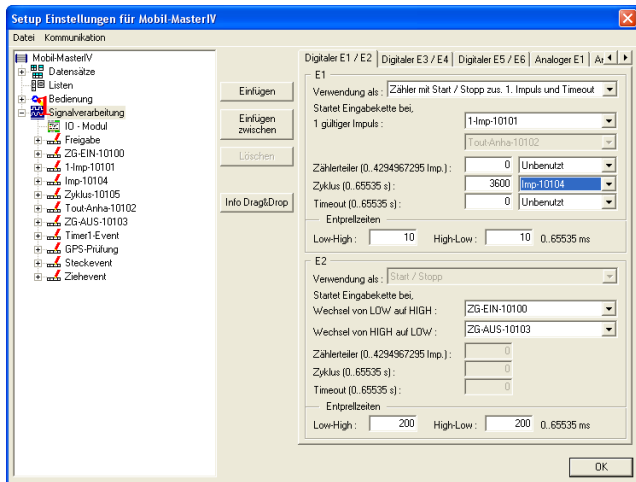 Setup Einstellungen für Mobil-MasterIV
Datei Kommunikation
Mobil-MasterIV
Datensätze
Listen
Bedienung
Signalverarbeitung
IO - Modul
Freigabe
ZG-EIN-10100
1-Imp-10101
Imp-10104
Zyklus-10105
Tout-Anha-10102
ZG-AUS-10103
Timer1-Event
GPS-Prüfung
Steckevent
Ziehevent
Einfügen
Einfügen
zwischen
Löschen
Info Drag&Drop
Digitaler E1 / E2 Digitaler E3 / E4 Digitaler E5 / E6 Analoger E1
E1
Verwendung als : Zähler mit Start / Stopp zus. 1. Impuls und Timeout
Startet Eingabekette bei,
1 gültiger Impuls : 1-Imp-10101
Tout-Anha-10102
Zählerteiler (0..4294967295 Imp.) : 0 Unbenutzt
Zyklus (0..65535 s) : 3600 Imp-10104
Timeout (0..65535 s) : 0 Unbenutzt
Entprellzeiten
Low-High : 10 High-Low : 10 0..65535 ms
E2
Verwendung als : Start / Stopp
Startet Eingabekette bei,
Wechsel von LOW auf HIGH : ZG-EIN-10100
Wechsel von HIGH auf LOW : ZG-AUS-10103
Zählerteiler (0..4294967295 Imp.) : 0
Zyklus (0..65535 s) : 0
Timeout (0..65535 s) : 0
Entprellzeiten
Low-High : 200 High-Low : 200 0..65535 ms
OK